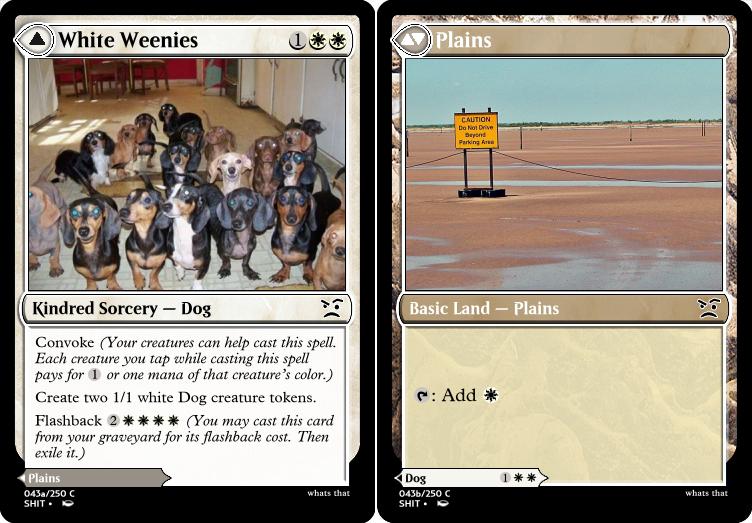 White Weenies 1
Kindred Sorcery — Dog
Convoke (Your creatures can help cast this spell.
Each creature you tap while casting this spell
pays for 1 or one mana of that creature's color.)
Create two 1/1 white Dog creature tokens.
Flashback 2 (You may cast this card
from your graveyard for its flashback cost. Then
exile it.)
Plains
043a/250 C
SHIT •
whats that
Plains
CAUTION
Do Not Drive
Beyond
Parking Area
Basic Land — Plains
: Add
Dog 1
043b/250 C
SHIT •
whats that